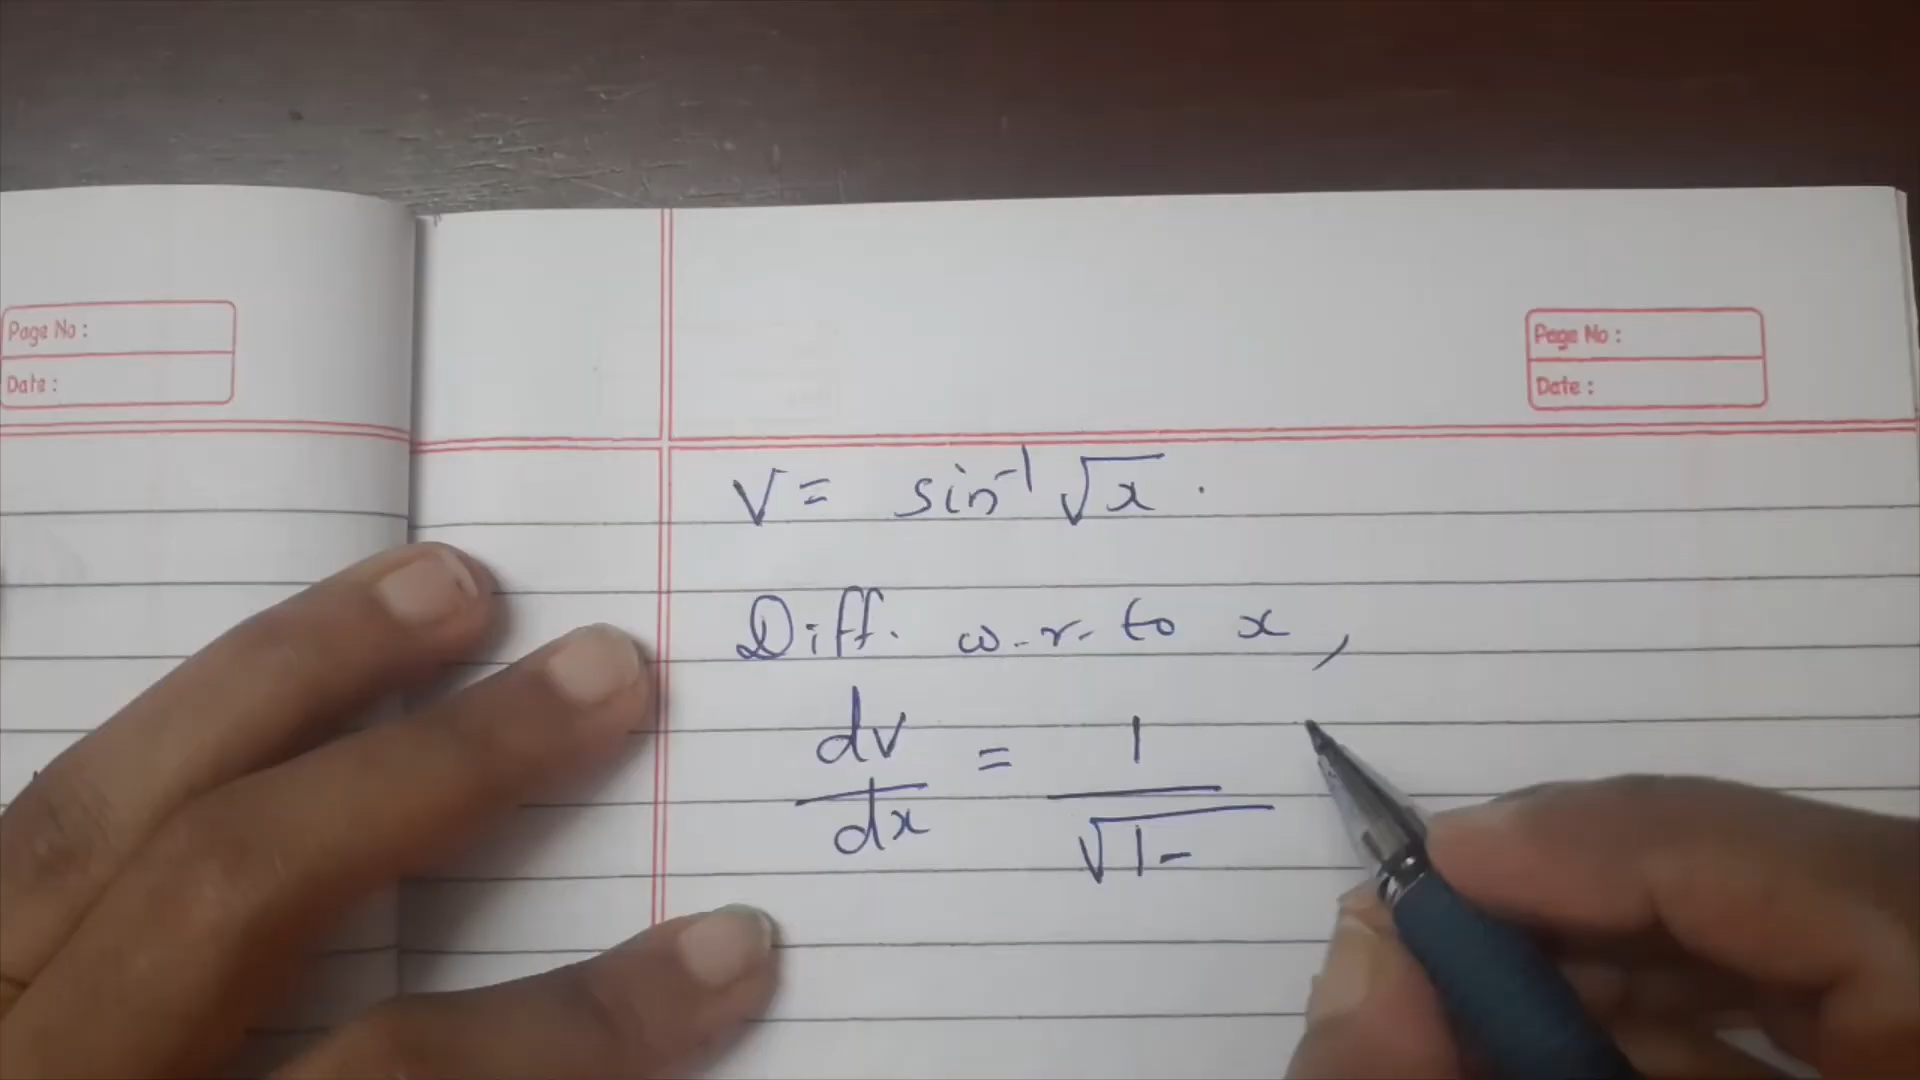 Page No :
Date :
Page No :
Date :
V = sin⁻¹ √x .
Diff. w.r. to x ,
dv/dx = 1/√1-